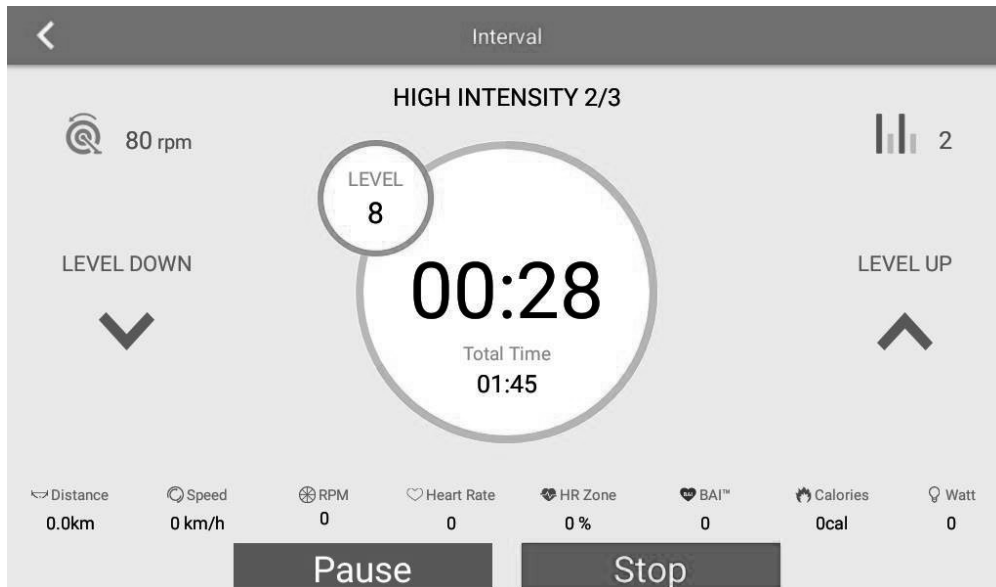 Interval
HIGH INTENSITY 2/3
80 rpm
2
LEVEL
8
LEVEL DOWN
LEVEL UP
00:28
Total Time
01:45
Distance Speed RPM Heart Rate HR Zone BAI™ Calories Watt
0.0km 0 km/h 0 0 0 % 0 0cal 0
Pause Stop